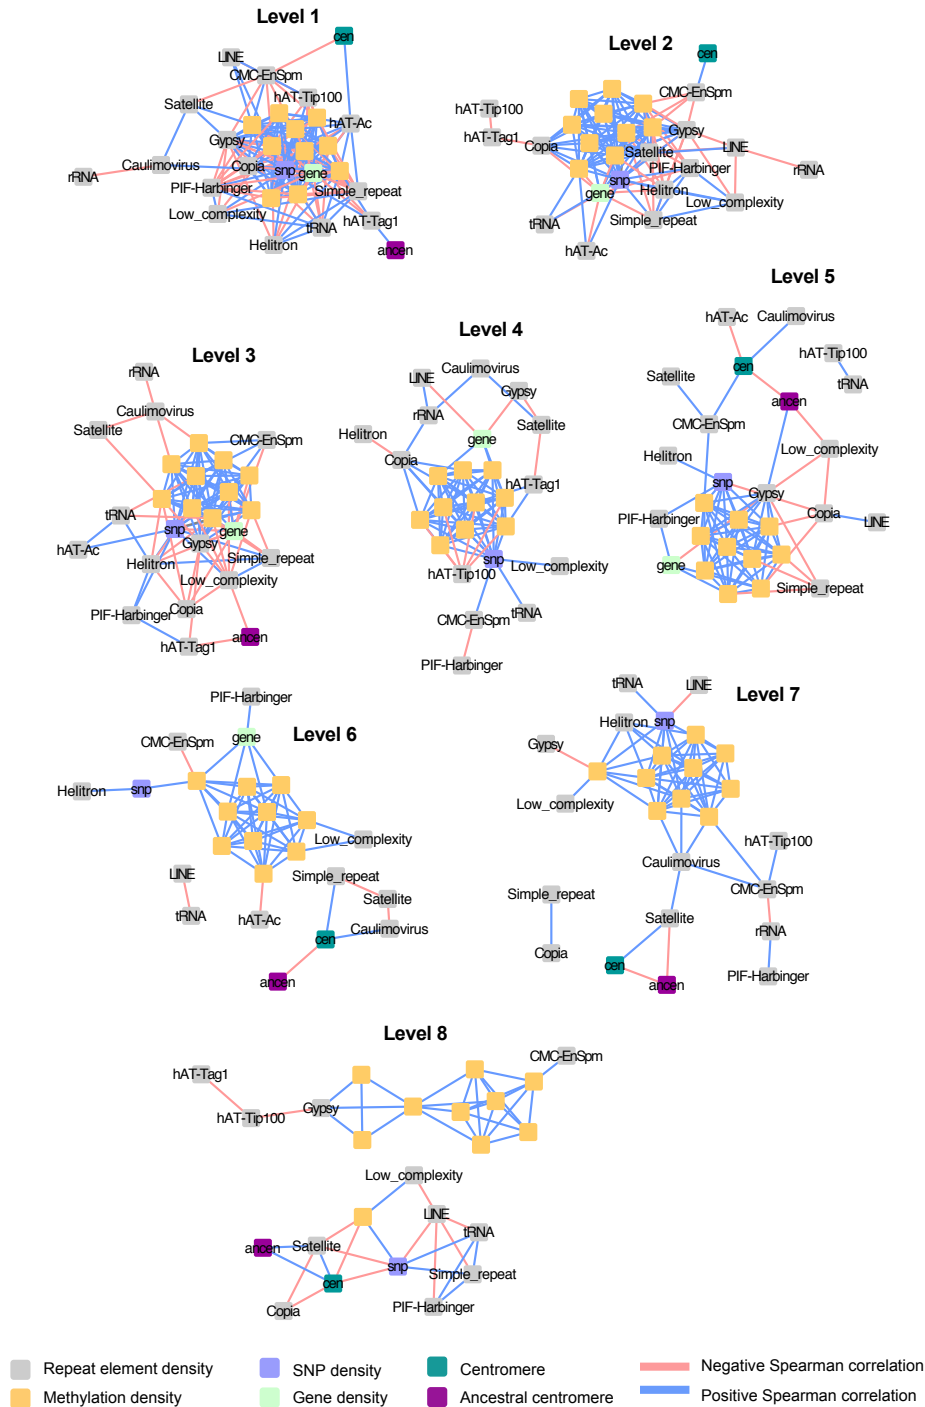 Level 1
cen
LINE
CMC-EnSpm
hAT-Tip100
Satellite
hAT-Ac
Gypsy
Caulimovirus
Copia
snp
gene
rRNA
PIF-Harbinger
Simple_repeat
Low_complexity
tRNA
hAT-Tag1
Helitron
ancen
Level 2
cen
CMC-EnSpm
hAT-Tip100
hAT-Tag1
Gypsy
Copia
Satellite
LINE
PIF-Harbinger
rRNA
snp
gene
Helitron
Low_complexity
tRNA
Simple_repeat
hAT-Ac
Level 3
rRNA
Caulimovirus
Satellite
CMC-EnSpm
tRNA
snp
gene
hAT-Ac
Gypsy
Helitron
Simple_repeat
Low_complexity
PIF-Harbinger
Copia
ancen
hAT-Tag1
Level 4
Caulimovirus
LINE
Gypsy
rRNA
Satellite
Helitron
gene
Copia
hAT-Tag1
snp
hAT-Tip100
Low_complexity
CMC-EnSpm
tRNA
PIF-Harbinger
Level 5
hAT-Ac
Caulimovirus
hAT-Tip100
cen
Satellite
tRNA
ancen
CMC-EnSpm
Low_complexity
Helitron
snp
Gypsy
PIF-Harbinger
Copia
LINE
gene
Simple_repeat
Level 6
PIF-Harbinger
gene
CMC-EnSpm
Helitron
snp
Low_complexity
LINE
Simple_repeat
tRNA
hAT-Ac
Satellite
Caulimovirus
cen
ancen
Level 7
tRNA
LINE
Helitron
snp
Gypsy
Low_complexity
hAT-Tip100
Caulimovirus
Simple_repeat
CMC-EnSpm
Satellite
rRNA
Copia
cen
PIF-Harbinger
ancen
Level 8
CMC-EnSpm
hAT-Tag1
Gypsy
hAT-Tip100
Low_complexity
LINE
tRNA
ancen
Satellite
snp
Simple_repeat
cen
Copia
PIF-Harbinger
Repeat element density
Methylation density
SNP density
Gene density
Centromere
Ancestral centromere
Negative Spearman correlation
Positive Spearman correlation